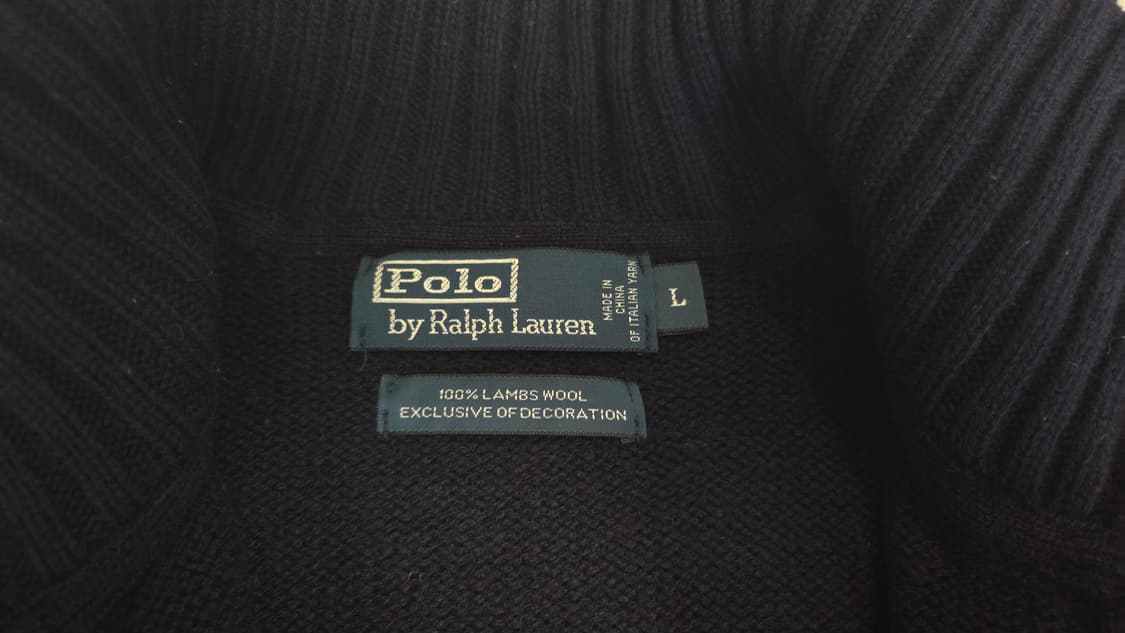 Polo
by Ralph Lauren
MADE IN
CHINA
OF ITALIAN YARN
L
100% LAMBS WOOL
EXCLUSIVE OF DECORATION